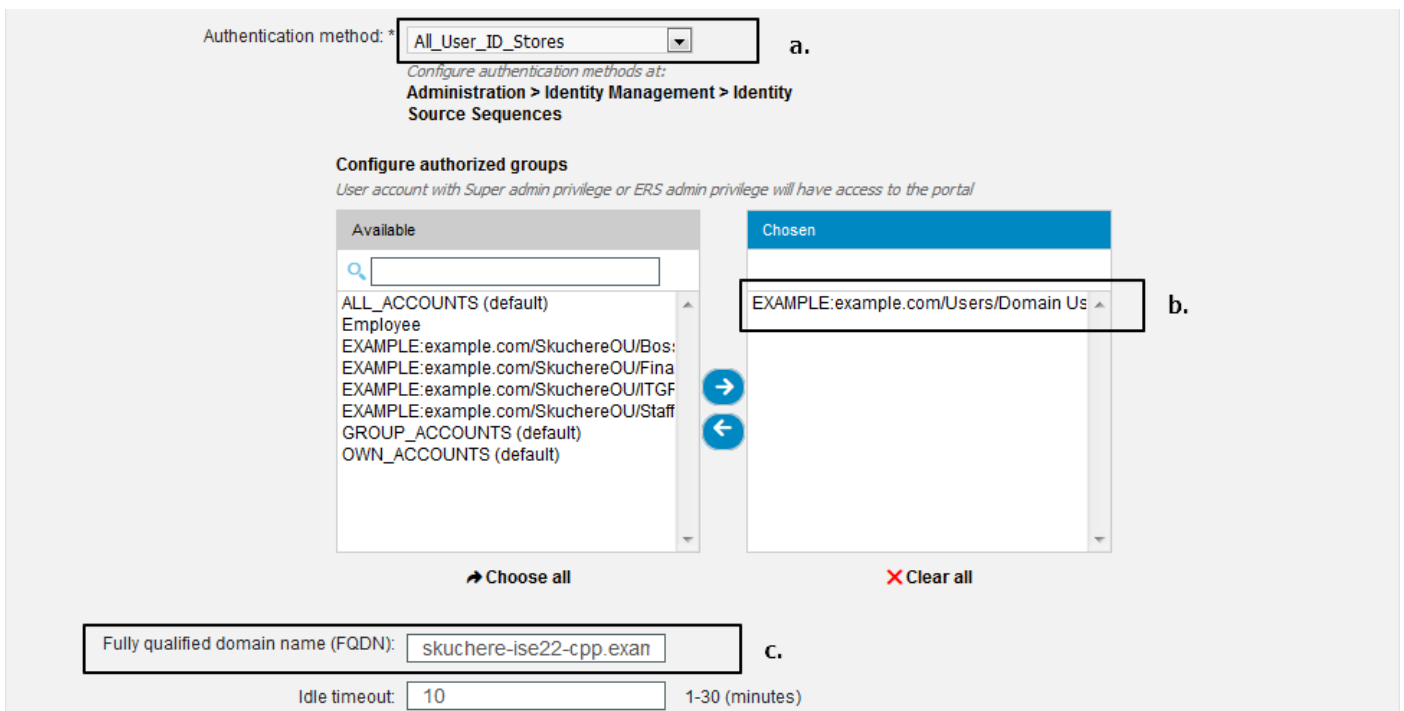 Authentication method: * All_User_ID_Stores a.
Configure authentication methods at:
Administration > Identity Management > Identity
Source Sequences
Configure authorized groups
User account with Super admin privilege or ERS admin privilege will have access to the portal
Available
ALL_ACCOUNTS (default)
Employee
EXAMPLE:example.com/SkuchereOU/Boss
EXAMPLE:example.com/SkuchereOU/Fina
EXAMPLE:example.com/SkuchereOU/ITGF
EXAMPLE:example.com/SkuchereOU/Staff
GROUP_ACCOUNTS (default)
OWN_ACCOUNTS (default)
Choose all
Chosen
EXAMPLE:example.com/Users/Domain Us b.
Clear all
Fully qualified domain name (FQDN): skuchere-ise22-cpp.exam c.
Idle timeout: 10 1-30 (minutes)